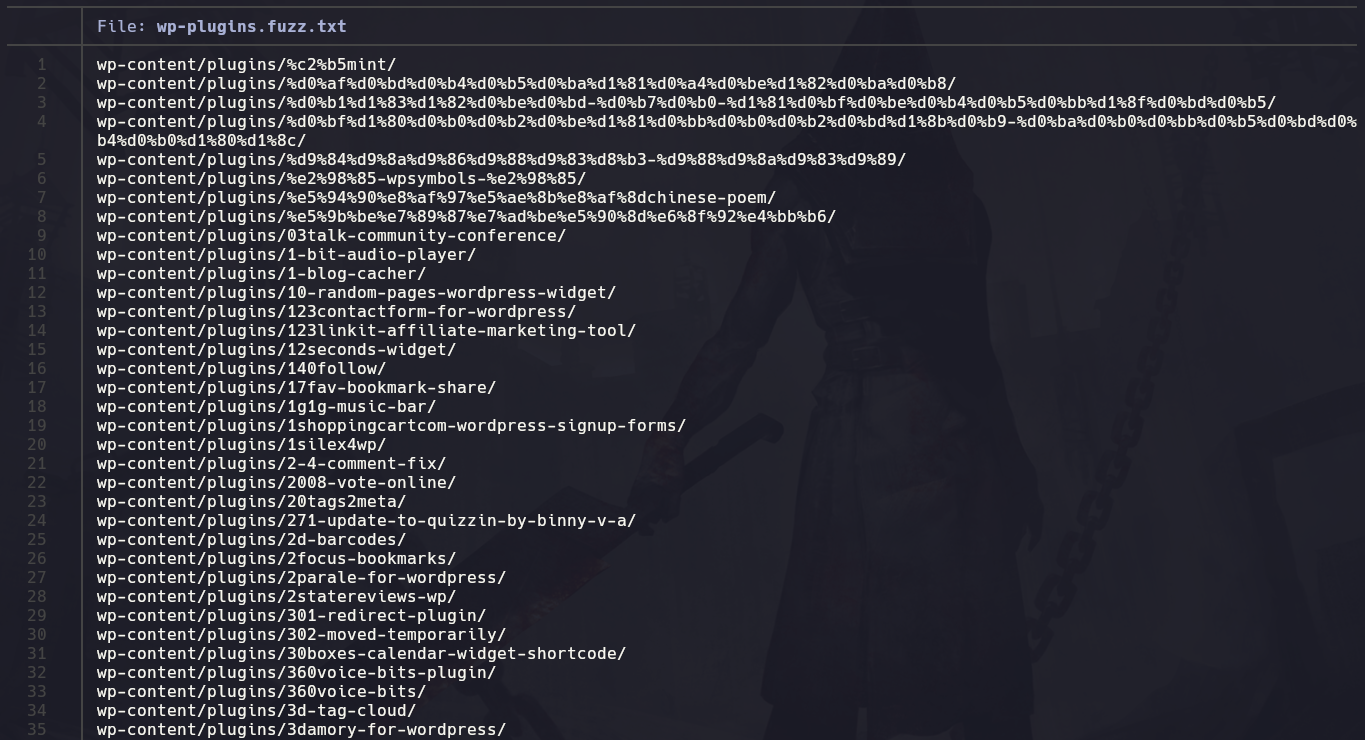 File: wp-plugins.fuzz.txt
1 wp-content/plugins/%c2%b5mint/
2 wp-content/plugins/%d0%af%d0%bd%d0%b4%d0%b5%d0%ba%d1%81%d0%a4%d0%be%d1%82%d0%ba%d0%b8/
3 wp-content/plugins/%d0%b1%d1%83%d1%82%d0%be%d0%bd-%d0%b7%d0%b0-%d1%81%d0%bf%d0%be%d0%b4%d0%b5%d0%bb%d1%8f%d0%bd%d0%b5/
4 wp-content/plugins/%d0%bf%d1%80%d0%b0%d0%b2%d0%be%d1%81%d0%bb%d0%b0%d0%b2%d0%bd%d1%8b%d0%b9-%d0%ba%d0%b0%d0%bb%d0%b5%d0%bd%d0%
b4%d0%b0%d1%80%d1%8c/
5 wp-content/plugins/%d9%84%d9%8a%d9%86%d9%88%d9%83%d8%b3-%d9%88%d9%8a%d9%83%d9%89/
6 wp-content/plugins/%e2%98%85-wpsymbols-%e2%98%85/
7 wp-content/plugins/%e5%94%90%e8%af%97%e5%ae%8b%e8%af%8dchinese-poem/
8 wp-content/plugins/%e5%9b%be%e7%89%87%e7%ad%be%e5%90%8d%e6%8f%92%e4%bb%b6/
9 wp-content/plugins/03talk-community-conference/
10 wp-content/plugins/1-bit-audio-player/
11 wp-content/plugins/1-blog-cacher/
12 wp-content/plugins/10-random-pages-wordpress-widget/
13 wp-content/plugins/123contactform-for-wordpress/
14 wp-content/plugins/123linkit-affiliate-marketing-tool/
15 wp-content/plugins/12seconds-widget/
16 wp-content/plugins/140follow/
17 wp-content/plugins/17fav-bookmark-share/
18 wp-content/plugins/1g1g-music-bar/
19 wp-content/plugins/1shoppingcartcom-wordpress-signup-forms/
20 wp-content/plugins/1silex4wp/
21 wp-content/plugins/2-4-comment-fix/
22 wp-content/plugins/2008-vote-online/
23 wp-content/plugins/20tags2meta/
24 wp-content/plugins/271-update-to-quizzin-by-binny-v-a/
25 wp-content/plugins/2d-barcodes/
26 wp-content/plugins/2focus-bookmarks/
27 wp-content/plugins/2parale-for-wordpress/
28 wp-content/plugins/2statereviews-wp/
29 wp-content/plugins/301-redirect-plugin/
30 wp-content/plugins/302-moved-temporarily/
31 wp-content/plugins/30boxes-calendar-widget-shortcode/
32 wp-content/plugins/360voice-bits-plugin/
33 wp-content/plugins/360voice-bits/
34 wp-content/plugins/3d-tag-cloud/
35 wp-content/plugins/3damory-for-wordpress/